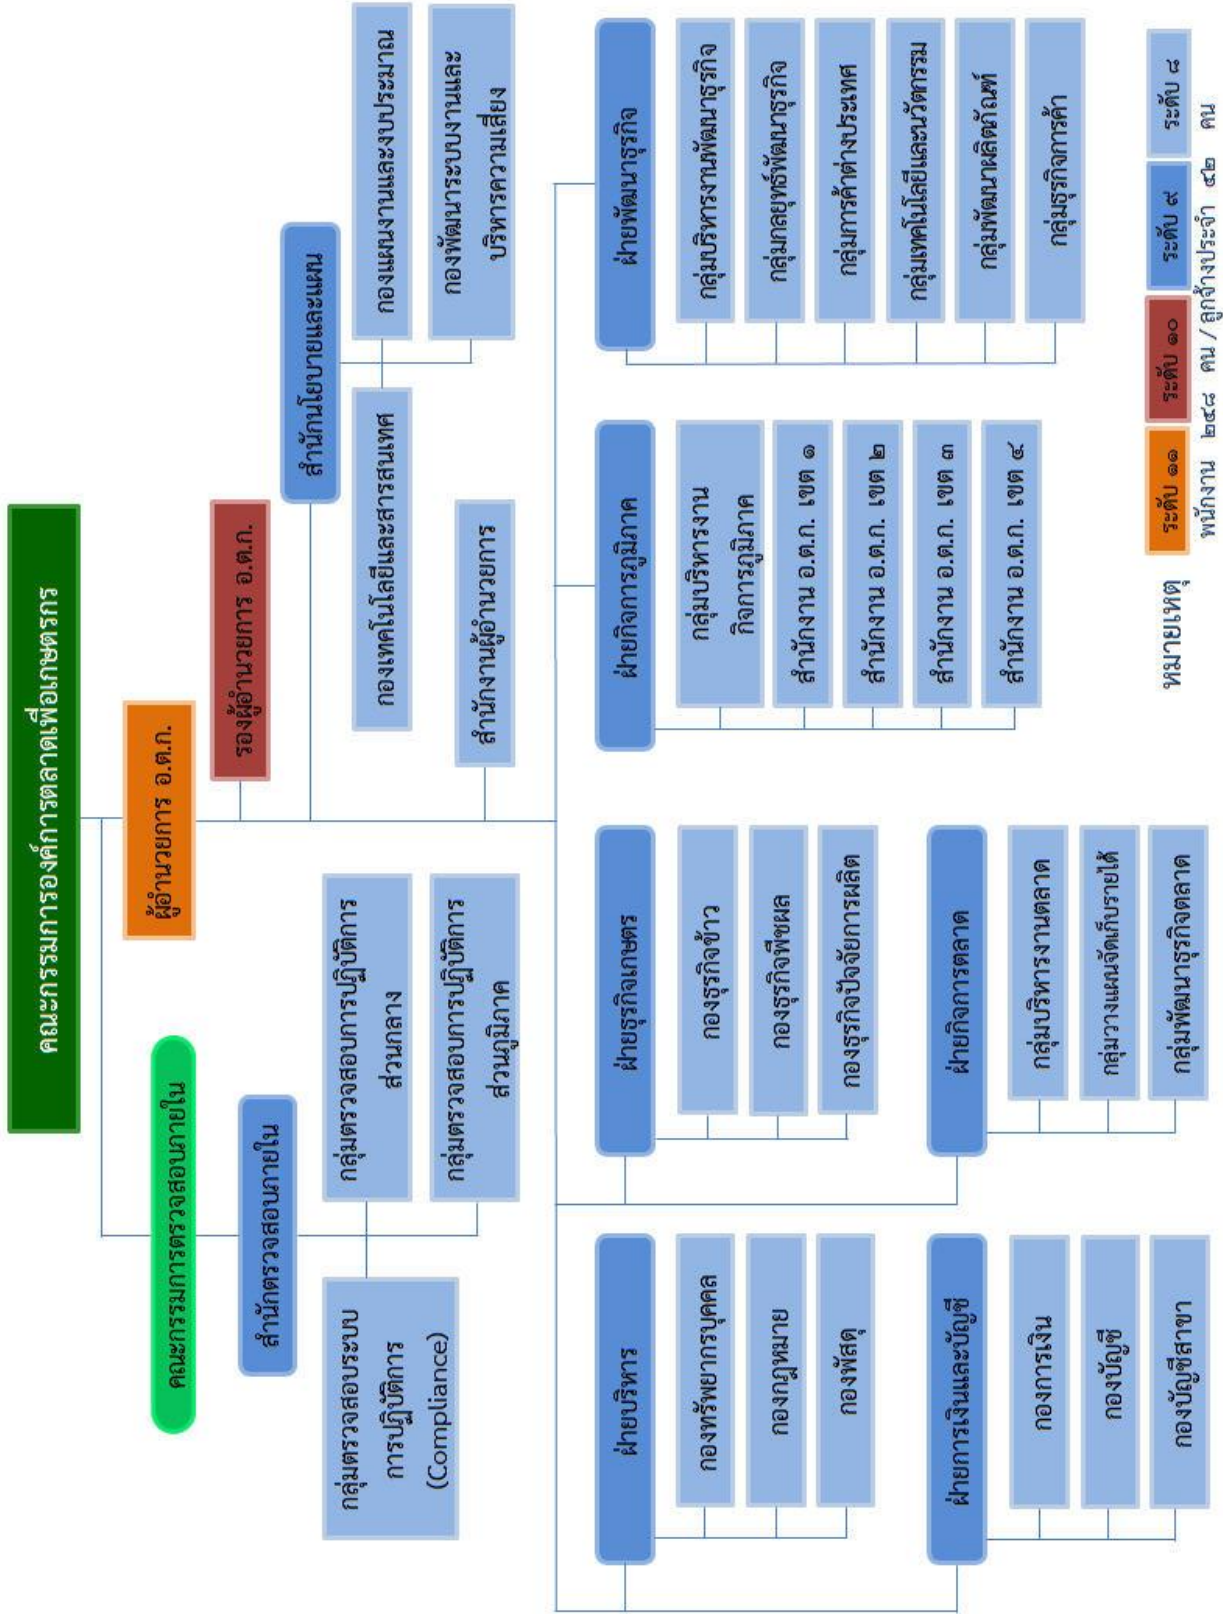 คณะกรรมการองค์การตลาดเพื่อเกษตรกร
ผู้อำนวยการ อ.ต.ก.
คณะกรรมการตรวจสอบภายใน
รองผู้อำนวยการ อ.ต.ก.
สำนักตรวจสอบภายใน
สำนักนโยบายและแผน
กลุ่มตรวจสอบระบบ
การปฏิบัติการ
(Compliance)
กลุ่มตรวจสอบการปฏิบัติการ
ส่วนกลาง
กลุ่มตรวจสอบการปฏิบัติการ
ส่วนภูมิภาค
กองเทคโนโลยีและสารสนเทศ
กองแผนงานและงบประมาณ
สำนักงานผู้อำนวยการ
กองพัฒนาระบบงานและ
บริหารความเสี่ยง
ฝ่ายบริหาร
กองทรัพยากรบุคคล
กองกฎหมาย
กองพัสดุ
ฝ่ายธุรกิจเกษตร
กองธุรกิจข้าว
กองธุรกิจพืชผล
กองธุรกิจปัจจัยการผลิต
ฝ่ายกิจการภูมิภาค
กลุ่มบริหารงาน
กิจการภูมิภาค
สำนักงาน อ.ต.ก. เขต ๑
สำนักงาน อ.ต.ก. เขต ๒
สำนักงาน อ.ต.ก. เขต ๓
สำนักงาน อ.ต.ก. เขต ๔
ฝ่ายพัฒนาธุรกิจ
กลุ่มบริหารงานพัฒนาธุรกิจ
กลุ่มกลยุทธ์พัฒนาธุรกิจ
กลุ่มการค้าต่างประเทศ
กลุ่มเทคโนโลยีและนวัตกรรม
กลุ่มพัฒนาผลิตภัณฑ์
กลุ่มธุรกิจการค้า
ฝ่ายการเงินและบัญชี
กองการเงิน
กองบัญชี
กองบัญชีสาขา
ฝ่ายกิจการตลาด
กลุ่มบริหารงานตลาด
กลุ่มวางแผนจัดเก็บรายได้
กลุ่มพัฒนาธุรกิจตลาด
หมายเหตุ ระดับ ๑๑ ระดับ ๑๐ ระดับ ๙ ระดับ ๘
พนักงาน ๒๔๘ คน / ลูกจ้างประจำ ๔๒ คน